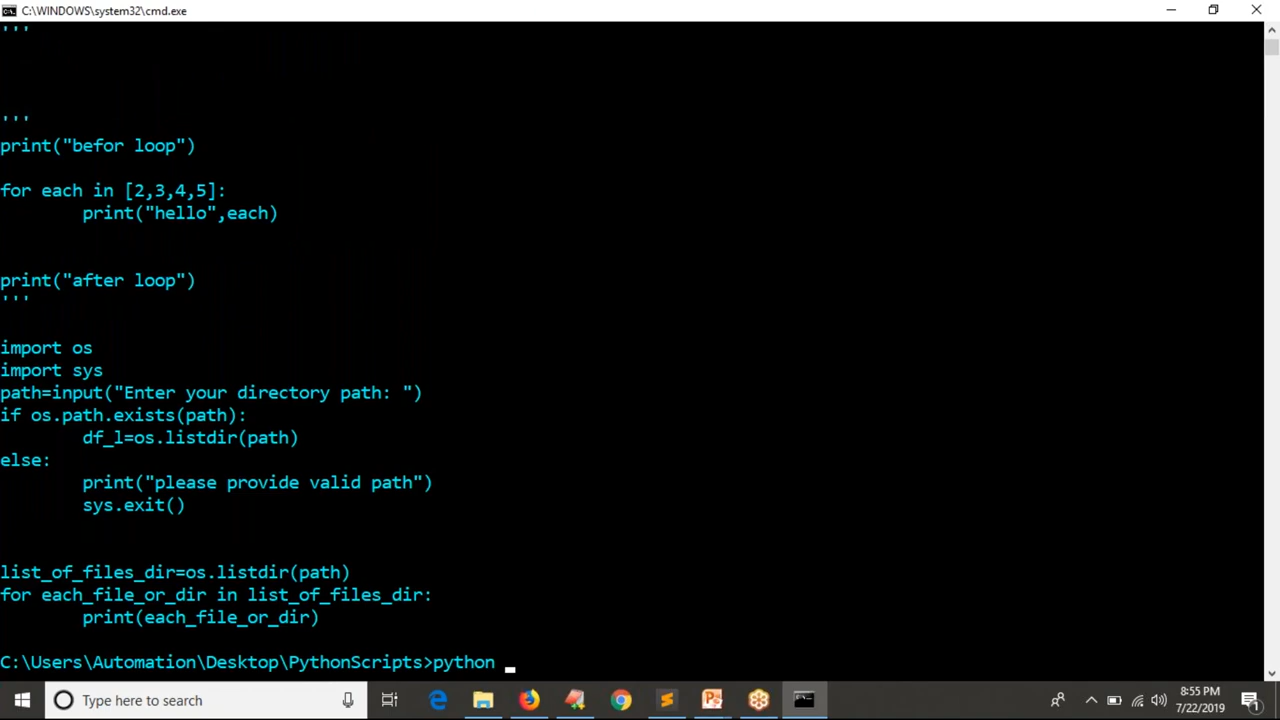 C:\WINDOWS\system32\cmd.exe
'''
'''
print("befor loop")
for each in [2,3,4,5]:
        print("hello",each)
print("after loop")
'''
import os
import sys
path=input("Enter your directory path: ")
if os.path.exists(path):
        df_l=os.listdir(path)
else:
        print("please provide valid path")
        sys.exit()
list_of_files_dir=os.listdir(path)
for each_file_or_dir in list_of_files_dir:
        print(each_file_or_dir)
C:\Users\Automation\Desktop\PythonScripts>python _
Type here to search
8:55 PM
7/22/2019
1